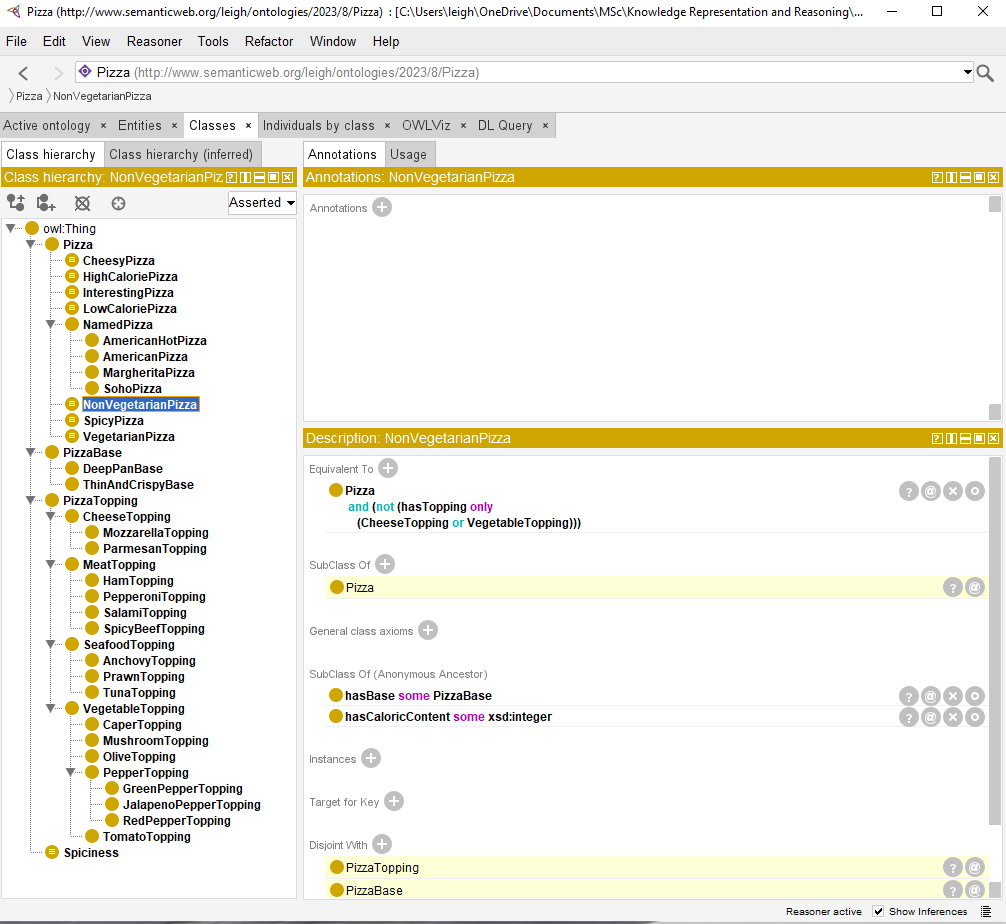 Pizza (http://www.semanticweb.org/leigh/ontologies/2023/8/Pizza)  : [C:\Users\leigh\OneDrive\Documents\MSc\Knowledge Representation and Reasoning\...
File Edit View Reasoner Tools Refactor Window Help
Pizza (http://www.semanticweb.org/leigh/ontologies/2023/8/Pizza)
Pizza NonVegetarianPizza
Active ontology × Entities × Classes × Individuals by class × OWLViz × DL Query ×
Class hierarchy Class hierarchy (inferred)
Class hierarchy: NonVegetarianPiz
Asserted
owl:Thing
Pizza
CheesyPizza
HighCaloriePizza
InterestingPizza
LowCaloriePizza
NamedPizza
AmericanHotPizza
AmericanPizza
MargheritaPizza
SohoPizza
NonVegetarianPizza
SpicyPizza
VegetarianPizza
PizzaBase
DeepPanBase
ThinAndCrispyBase
PizzaTopping
CheeseTopping
MozzarellaTopping
ParmesanTopping
MeatTopping
HamTopping
PepperoniTopping
SalamiTopping
SpicyBeefTopping
SeafoodTopping
AnchovyTopping
PrawnTopping
TunaTopping
VegetableTopping
CaperTopping
MushroomTopping
OliveTopping
PepperTopping
GreenPepperTopping
JalapenoPepperTopping
RedPepperTopping
TomatoTopping
Spiciness
Annotations Usage
Annotations: NonVegetarianPizza
Annotations
Description: NonVegetarianPizza
Equivalent To
Pizza
and (not (hasTopping only
(CheeseTopping or VegetableTopping)))
SubClass Of
Pizza
General class axioms
SubClass Of (Anonymous Ancestor)
hasBase some PizzaBase
hasCaloricContent some xsd:integer
Instances
Target for Key
Disjoint With
PizzaTopping
PizzaBase
Reasoner active Show Inferences